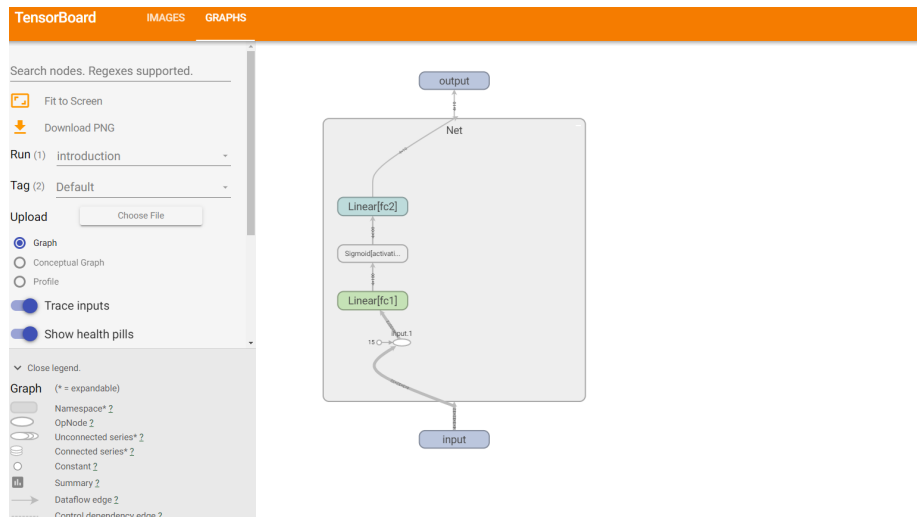 TensorBoard IMAGES GRAPHS
Search nodes. Regexes supported.
Fit to Screen
Download PNG
Run (1) introduction
Tag (2) Default
Upload Choose File
Graph
Conceptual Graph
Profile
Trace inputs
Show health pills
Close legend.
Graph (* = expandable)
Namespace* ?
OpNode ?
Unconnected series* ?
Connected series* ?
Constant ?
Summary ?
Dataflow edge ?
Control dependency edge ?
output
Net
Linear[fc2]
Sigmoid[activati...
Linear[fc1]
input.1
15
input